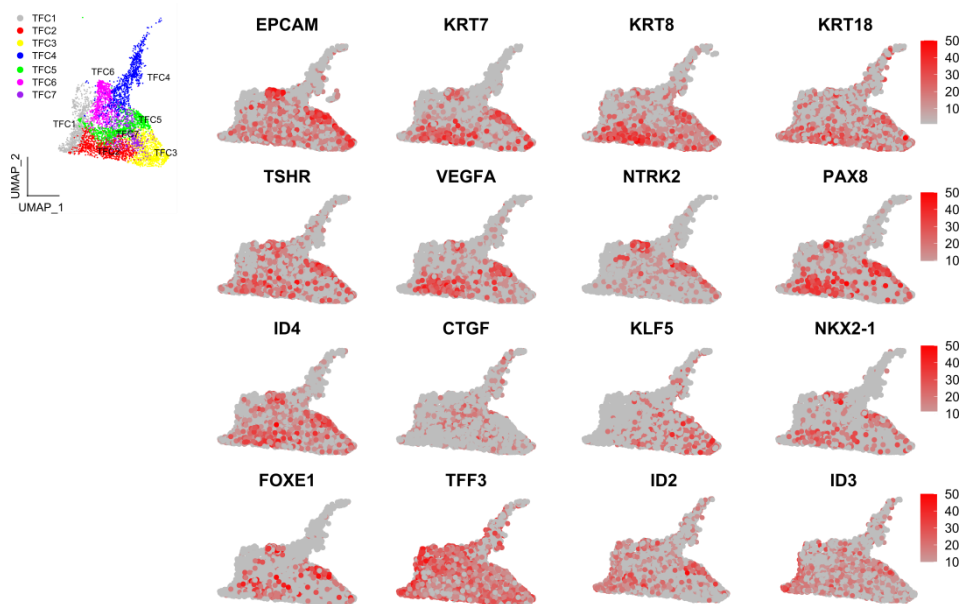 TFC1
TFC2
TFC3
TFC4
TFC5
TFC6
TFC7
TFC6
TFC4
TFC1
TFC5
TFC7
TFC2
TFC3
UMAP_2
UMAP_1
EPCAM KRT7 KRT8 KRT18
50
40
30
20
10
TSHR VEGFA NTRK2 PAX8
50
40
30
20
10
ID4 CTGF KLF5 NKX2-1
50
40
30
20
10
FOXE1 TFF3 ID2 ID3
50
40
30
20
10